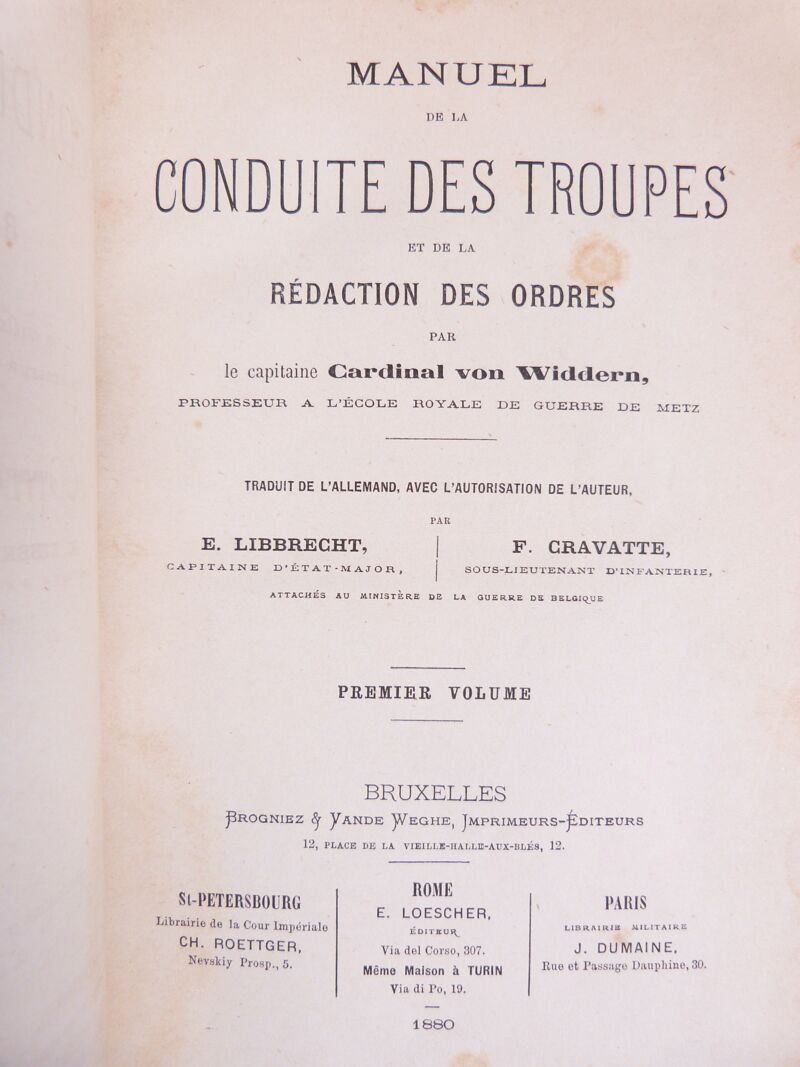 MANUEL
DE LA
CONDUITE DES TROUPES
ET DE LA
RÉDACTION DES ORDRES
PAR
le capitaine Cardinal von Widdern,
PROFESSEUR A L'ÉCOLE ROYALE DE GUERRE DE METZ
TRADUIT DE L'ALLEMAND, AVEC L'AUTORISATION DE L'AUTEUR,
PAR
E. LIBBRECHT,
CAPITAINE D'ÉTAT-MAJOR,
F. CRAVATTE,
SOUS-LIEUTENANT D'INFANTERIE,
ATTACHÉS AU MINISTÈRE DE LA GUERRE DE BELGIQUE
PREMIER VOLUME
BRUXELLES
BROGNIEZ & VANDE WEGHE, IMPRIMEURS-ÉDITEURS
12, PLACE DE LA VIEILLE-HALLE-AUX-BLÉS, 12.
St-PETERSBOURG
Librairie de la Cour Impériale
CH. ROETTGER,
Nevskiy Prosp., 5.
ROME
E. LOESCHER,
ÉDITEUR,
Via del Corso, 307.
Même Maison à TURIN
Via di Po, 19.
PARIS
LIBRAIRIE MILITAIRE
J. DUMAINE,
Rue et Passage Dauphine, 30.
1880